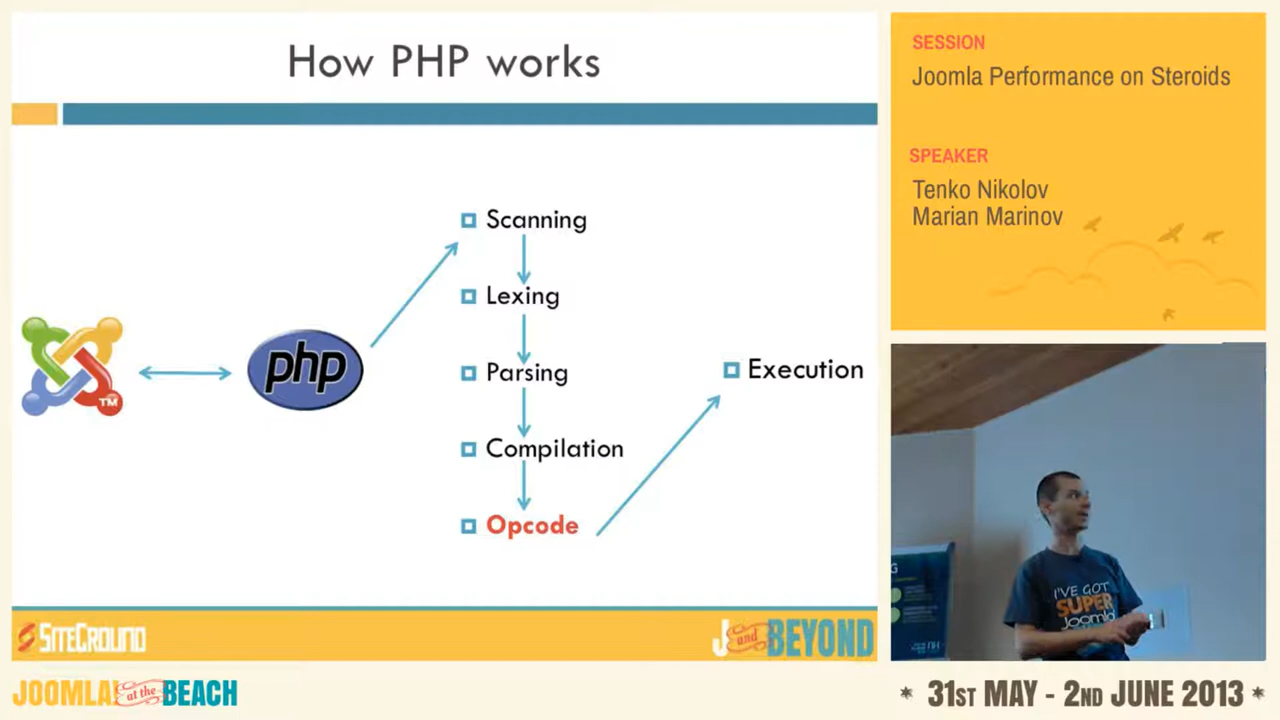 How PHP works
Scanning
Lexing
Parsing
Compilation
Opcode
Execution
php
TM
SITEGROUND
J and BEYOND
SESSION
Joomla Performance on Steroids
SPEAKER
Tenko Nikolov
Marian Marinov
I'VE GOT
SUPER
Joomla!
JOOMLA! at the BEACH
* 31ST MAY - 2ND JUNE 2013 *